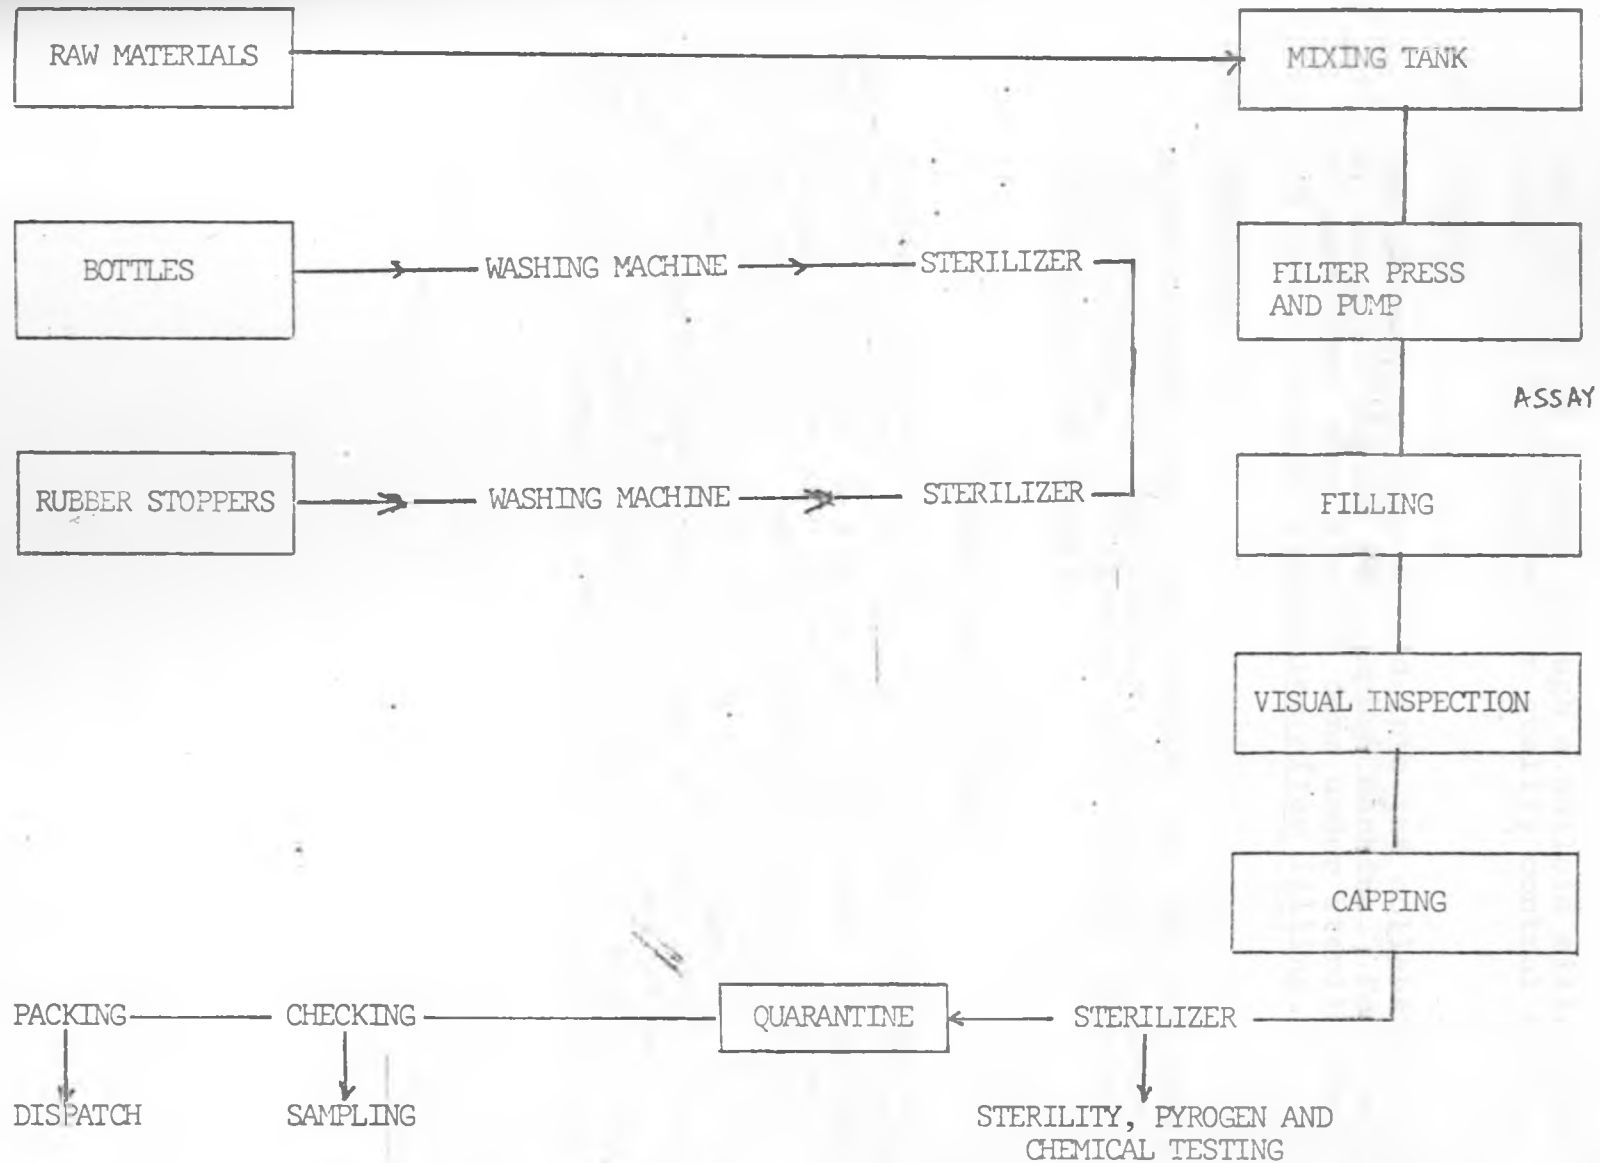 RAW MATERIALS
MIXING TANK
BOTTLES
WASHING MACHINE
STERILIZER
FILTER PRESS
AND PUMP
ASSAY
RUBBER STOPPERS
WASHING MACHINE
STERILIZER
FILLING
VISUAL INSPECTION
CAPPING
PACKING
CHECKING
QUARANTINE
STERILIZER
DISPATCH
SAMPLING
STERILITY, PYROGEN AND
CHEMICAL TESTING